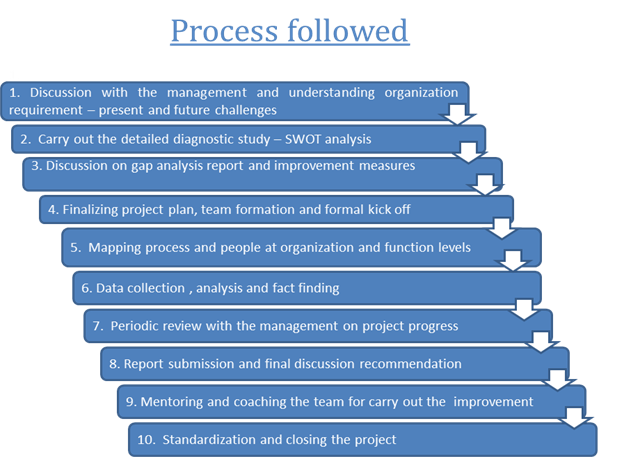 Process followed
1. Discussion with the management and understanding organization
requirement – present and future challenges
2. Carry out the detailed diagnostic study – SWOT analysis
3. Discussion on gap analysis report and improvement measures
4. Finalizing project plan, team formation and formal kick off
5. Mapping process and people at organization and function levels
6. Data collection , analysis and fact finding
7. Periodic review with the management on project progress
8. Report submission and final discussion recommendation
9. Mentoring and coaching the team for carry out the improvement
10. Standardization and closing the project